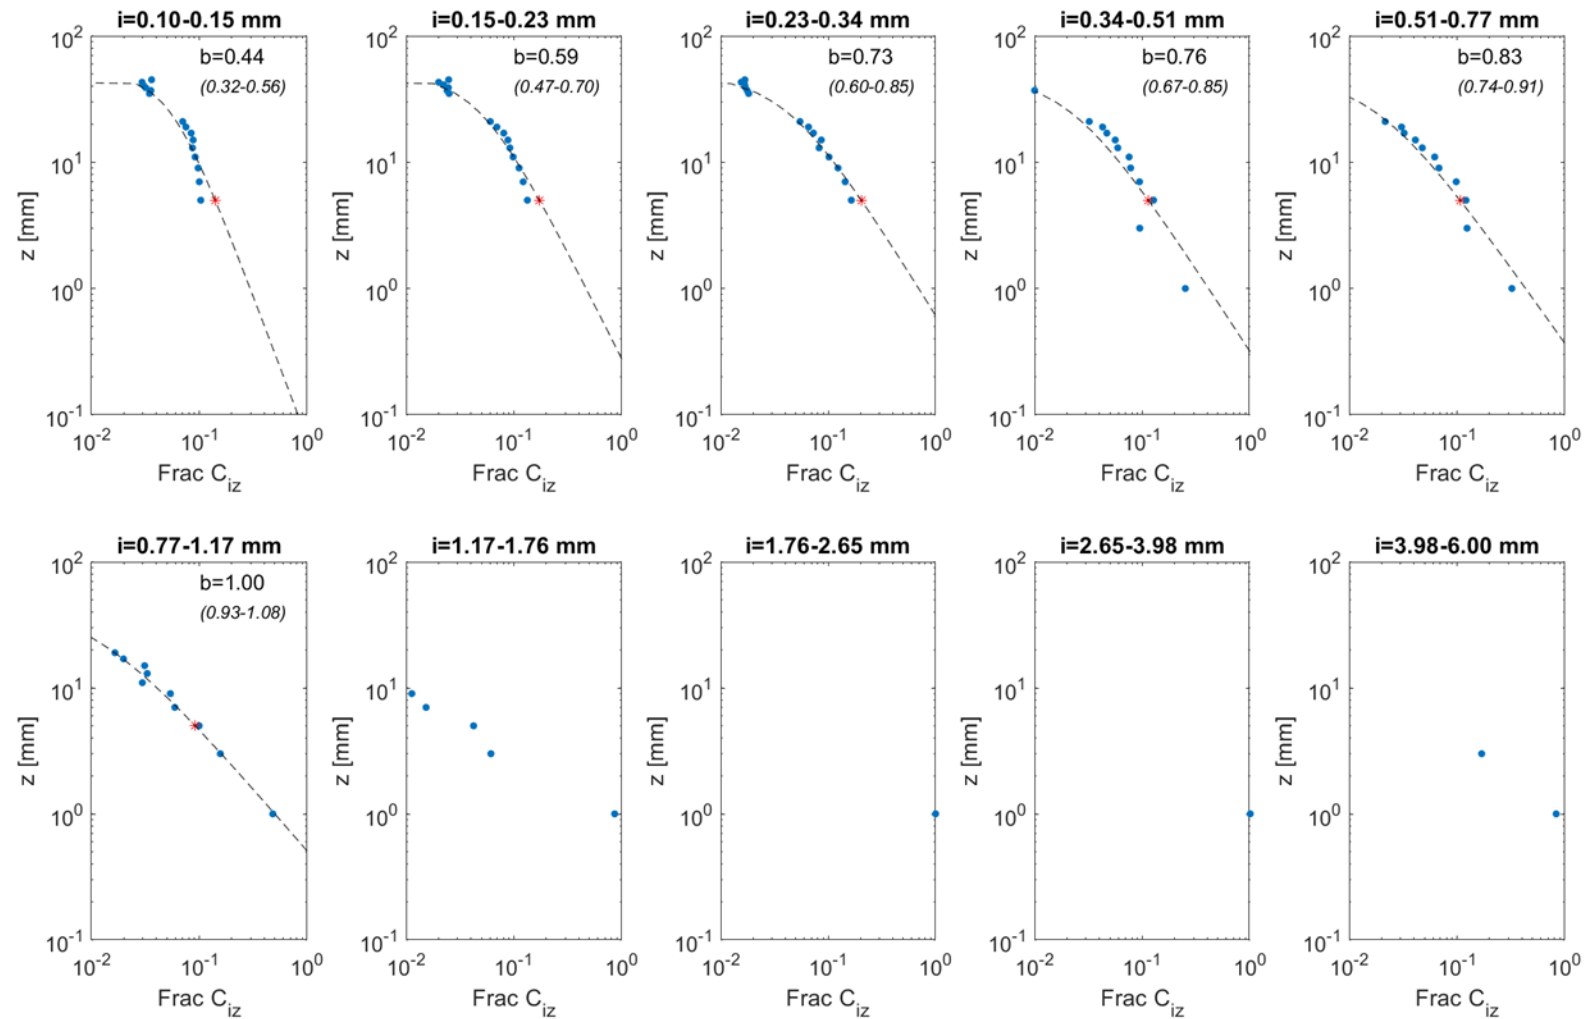 i=0.10-0.15 mm
b=0.44
(0.32-0.56)
z [mm]
10^2
10^1
10^0
10^-1
10^-2 10^-1 10^0
Frac C_iz
i=0.15-0.23 mm
b=0.59
(0.47-0.70)
z [mm]
10^2
10^1
10^0
10^-1
10^-2 10^-1 10^0
Frac C_iz
i=0.23-0.34 mm
b=0.73
(0.60-0.85)
z [mm]
10^2
10^1
10^0
10^-1
10^-2 10^-1 10^0
Frac C_iz
i=0.34-0.51 mm
b=0.76
(0.67-0.85)
z [mm]
10^2
10^1
10^0
10^-1
10^-2 10^-1 10^0
Frac C_iz
i=0.51-0.77 mm
b=0.83
(0.74-0.91)
z [mm]
10^2
10^1
10^0
10^-1
10^-2 10^-1 10^0
Frac C_iz
i=0.77-1.17 mm
b=1.00
(0.93-1.08)
z [mm]
10^2
10^1
10^0
10^-1
10^-2 10^-1 10^0
Frac C_iz
i=1.17-1.76 mm
z [mm]
10^2
10^1
10^0
10^-1
10^-2 10^-1 10^0
Frac C_iz
i=1.76-2.65 mm
z [mm]
10^2
10^1
10^0
10^-1
10^-2 10^-1 10^0
Frac C_iz
i=2.65-3.98 mm
z [mm]
10^2
10^1
10^0
10^-1
10^-2 10^-1 10^0
Frac C_iz
i=3.98-6.00 mm
z [mm]
10^2
10^1
10^0
10^-1
10^-2 10^-1 10^0
Frac C_iz